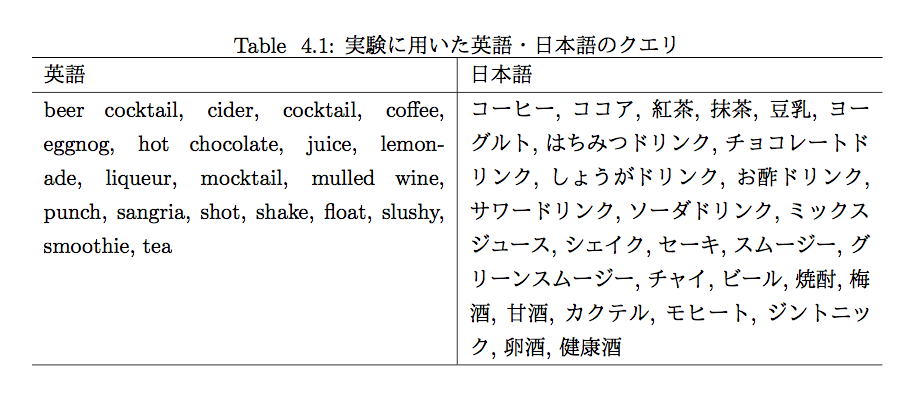 Table 4.1: 実験に用いた英語・日本語のクエリ
英語
beer cocktail, cider, cocktail, coffee,
eggnog, hot chocolate, juice, lemon-
ade, liqueur, mocktail, mulled wine,
punch, sangria, shot, shake, float, slushy,
smoothie, tea
日本語
コーヒー, ココア, 紅茶, 抹茶, 豆乳, ヨー
グルト, はちみつドリンク, チョコレートド
リンク, しょうがドリンク, お酢ドリンク,
サワードリンク, ソーダドリンク, ミックス
ジュース, シェイク, セーキ, スムージー, グ
リーンスムージー, チャイ, ビール, 焼酎, 梅
酒, 甘酒, カクテル, モヒート, ジントニッ
ク, 卵酒, 健康酒